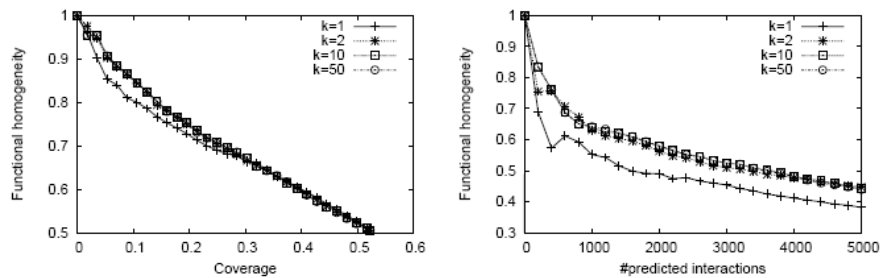 Functional homogeneity
1
0.9
0.8
0.7
0.6
0.5
0 0.1 0.2 0.3 0.4 0.5 0.6
Coverage
k=1
k=2
k=10
k=50
Functional homogeneity
1
0.9
0.8
0.7
0.6
0.5
0.4
0.3
0 1000 2000 3000 4000 5000
#predicted interactions
k=1
k=2
k=10
k=50